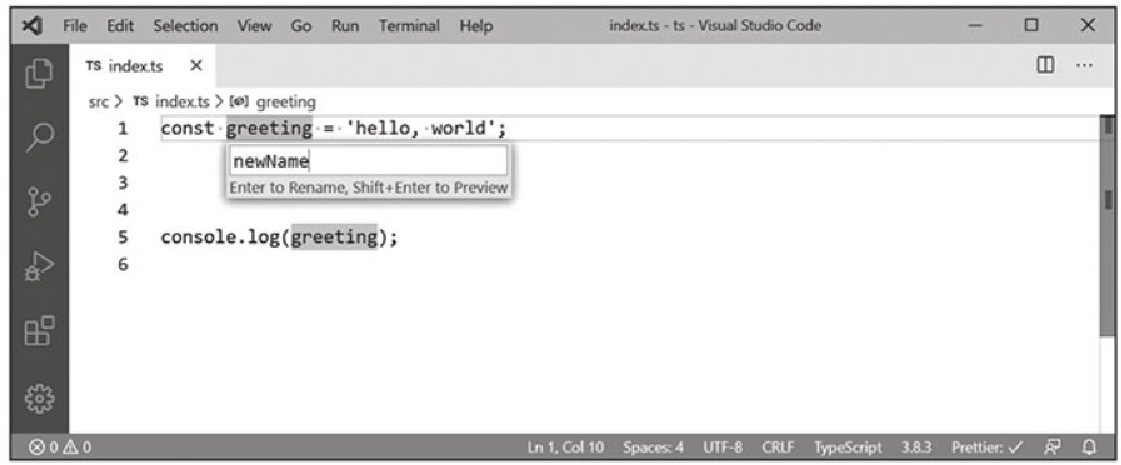 File Edit Selection View Go Run Terminal Help index.ts - ts - Visual Studio Code
TS index.ts
src > TS index.ts > greeting
1 const greeting = 'hello, world';
2
newName
3
Enter to Rename, Shift+Enter to Preview
4
5 console.log(greeting);
6
0 0 Ln 1, Col 10 Spaces: 4 UTF-8 CRLF TypeScript 3.8.3 Prettier: ✓